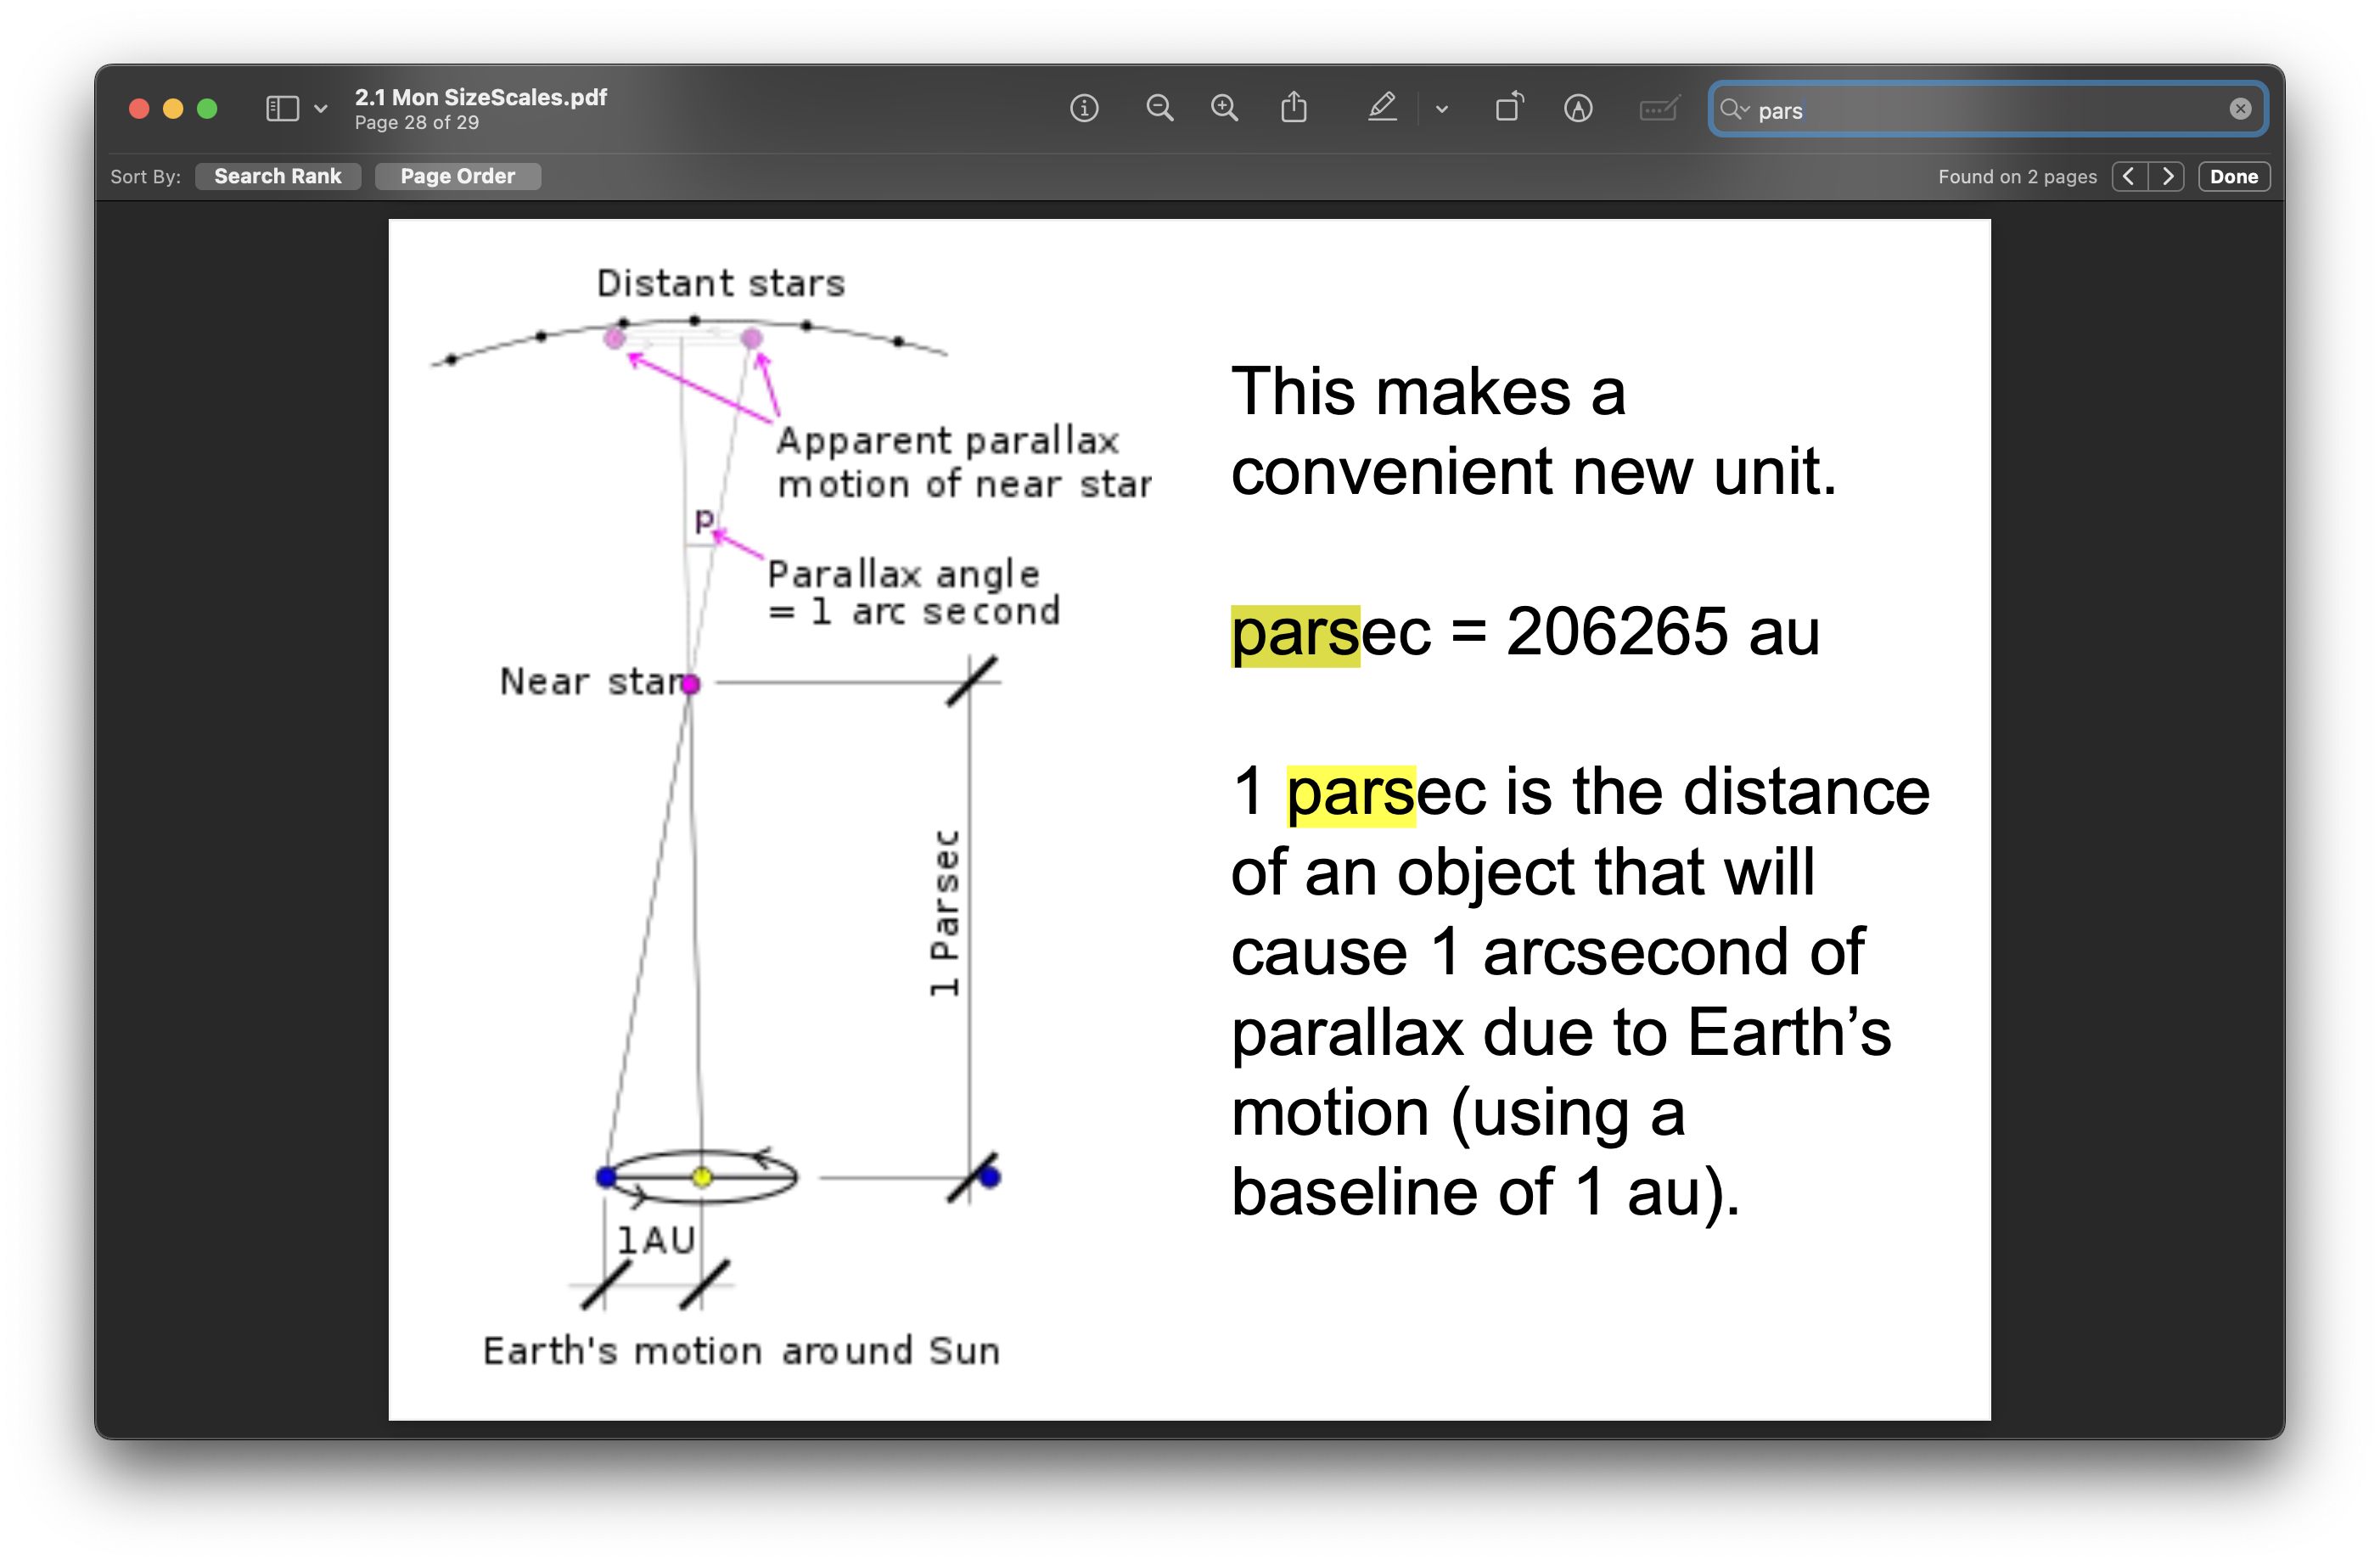 2.1 Mon SizeScales.pdf
Page 28 of 29
pars
Sort By: Search Rank Page Order
Found on 2 pages
Done
Distant stars
Apparent parallax
motion of near star
p
Parallax angle
= 1 arc second
Near star
1 Parsec
1AU
Earth's motion around Sun
This makes a
convenient new unit.
parsec = 206265 au
1 parsec is the distance
of an object that will
cause 1 arcsecond of
parallax due to Earth’s
motion (using a
baseline of 1 au).